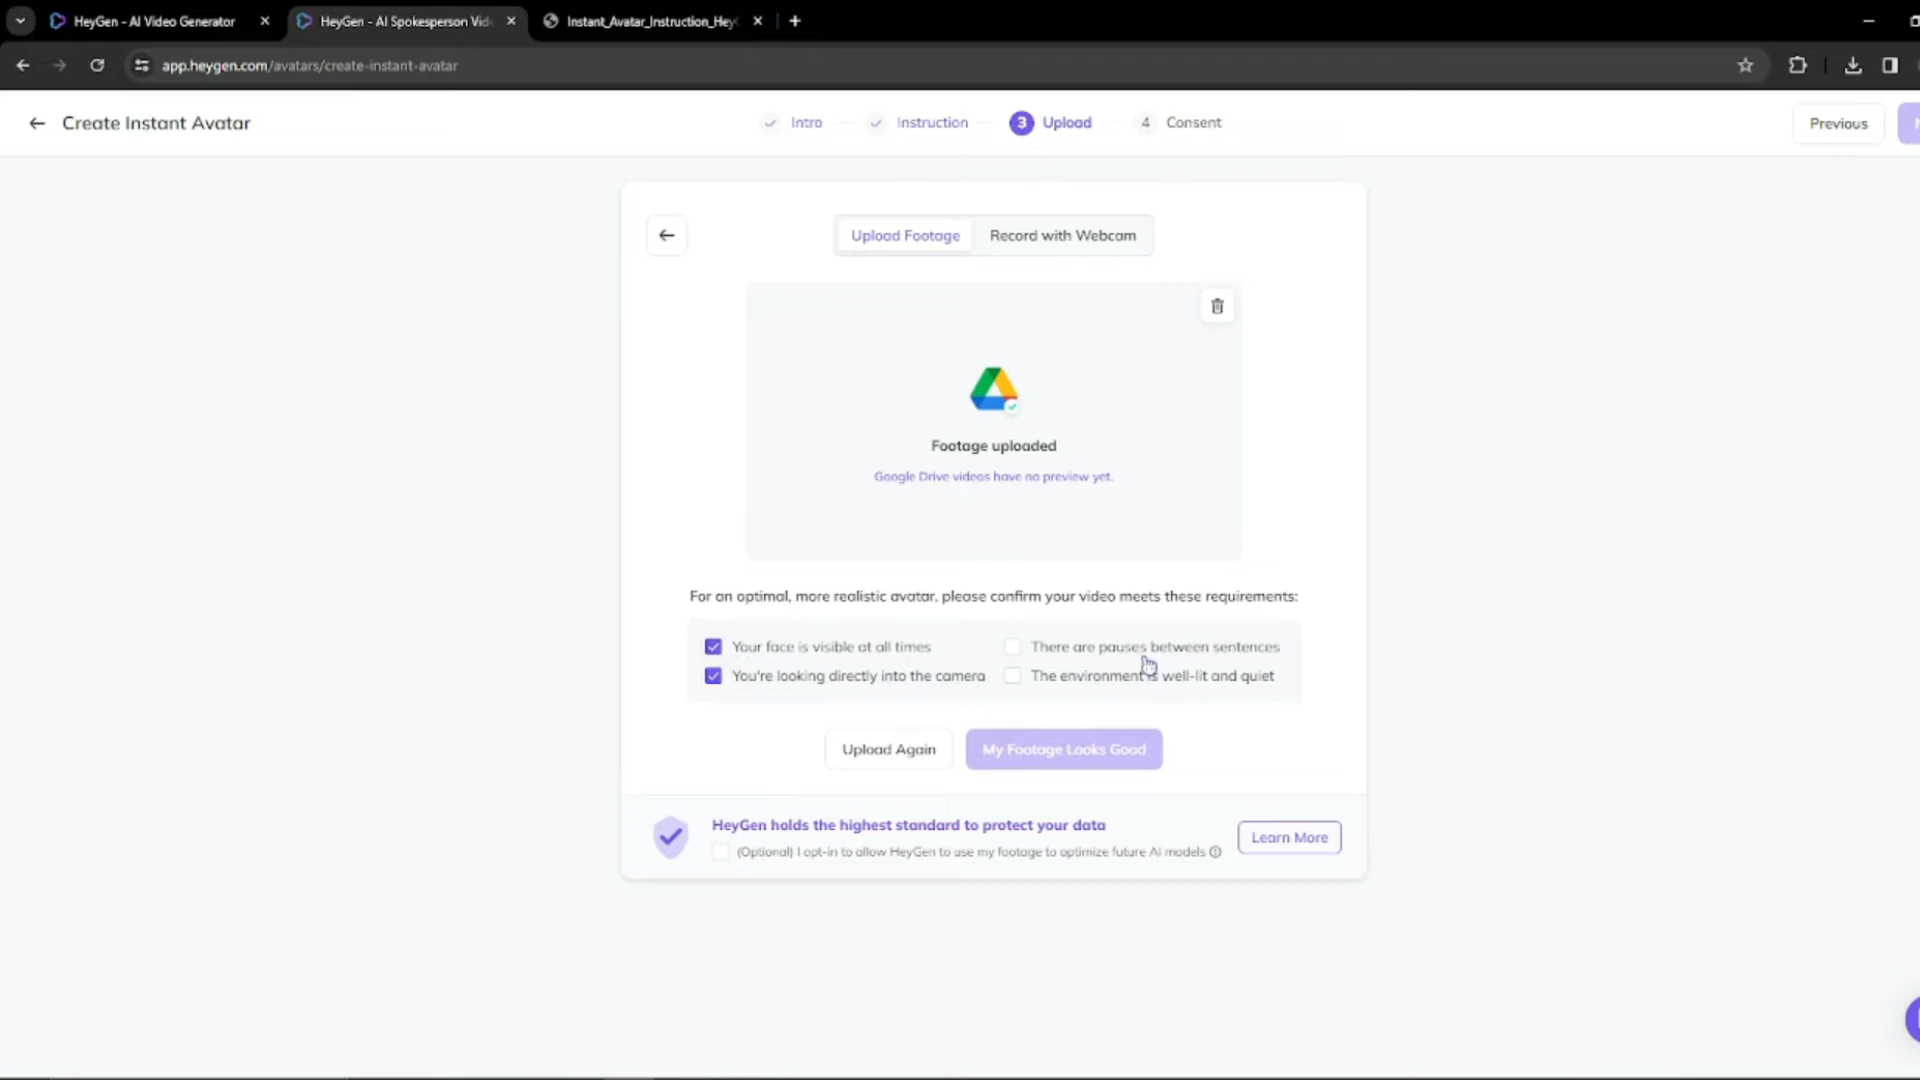 HeyGen - AI Video Generator
HeyGen - AI Spokesperson Vid
Instant_Avatar_Instruction_Hey
app.heygen.com/avatars/create-instant-avatar
Create Instant Avatar
Intro
Instruction
3 Upload
4 Consent
Previous
Upload Footage
Record with Webcam
Footage uploaded
Google Drive videos have no preview yet.
For an optimal, more realistic avatar, please confirm your video meets these requirements:
Your face is visible at all times
There are pauses between sentences
You're looking directly into the camera
The environment is well-lit and quiet
Upload Again
My Footage Looks Good
HeyGen holds the highest standard to protect your data
(Optional) I opt-in to allow HeyGen to use my footage to optimize future AI models
Learn More